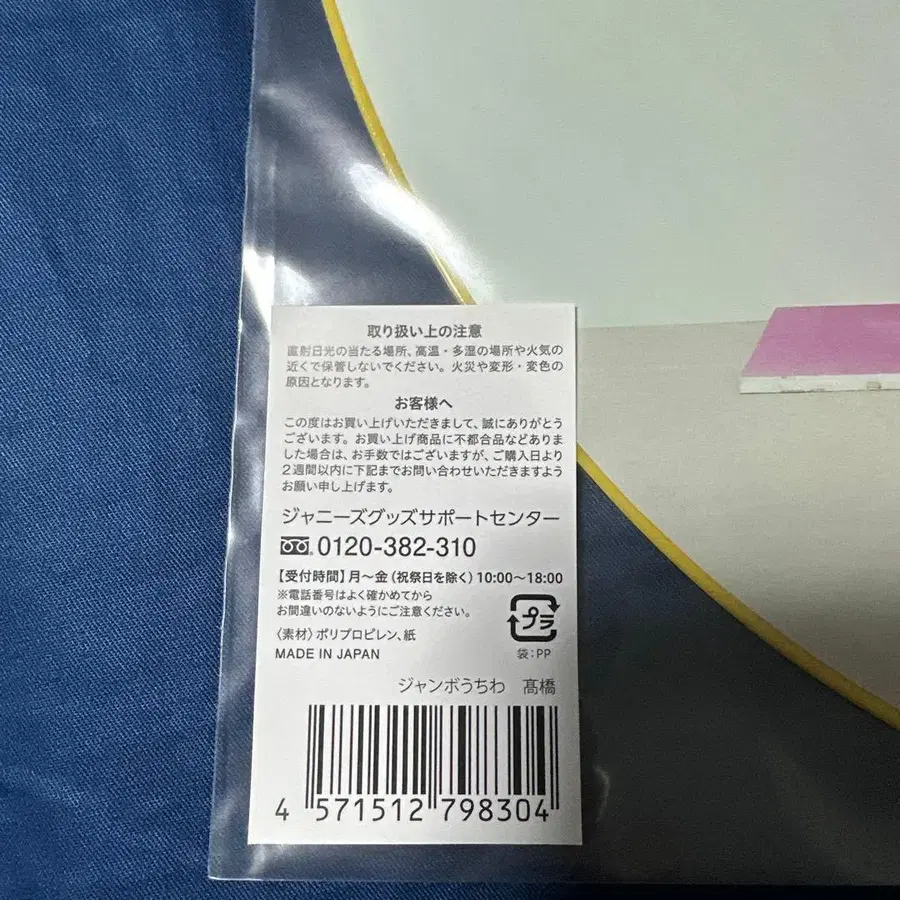 取り扱い上の注意
直射日光の当たる場所、高温・多湿の場所や火気の
近くで保管しないでください。火災や変形・変色の
原因となります。
お客様へ
この度はお買い上げいただきまして、誠にありがとう
ございます。お買い上げ商品に不都合品などありま
した場合は、お手数ではございますが、ご購入日より
2週間以内に下記までお問い合わせいただきますよう
お願い申し上げます。
ジャニーズグッズサポートセンター
0120-382-310
【受付時間】月〜金(祝祭日を除く)10:00〜18:00
※電話番号はよく確かめてから
お間違いのないようにご注意ください。
〈素材〉ポリプロピレン、紙
MADE IN JAPAN
プラ
袋:PP
ジャンボうちわ 髙橋
4 571512 798304